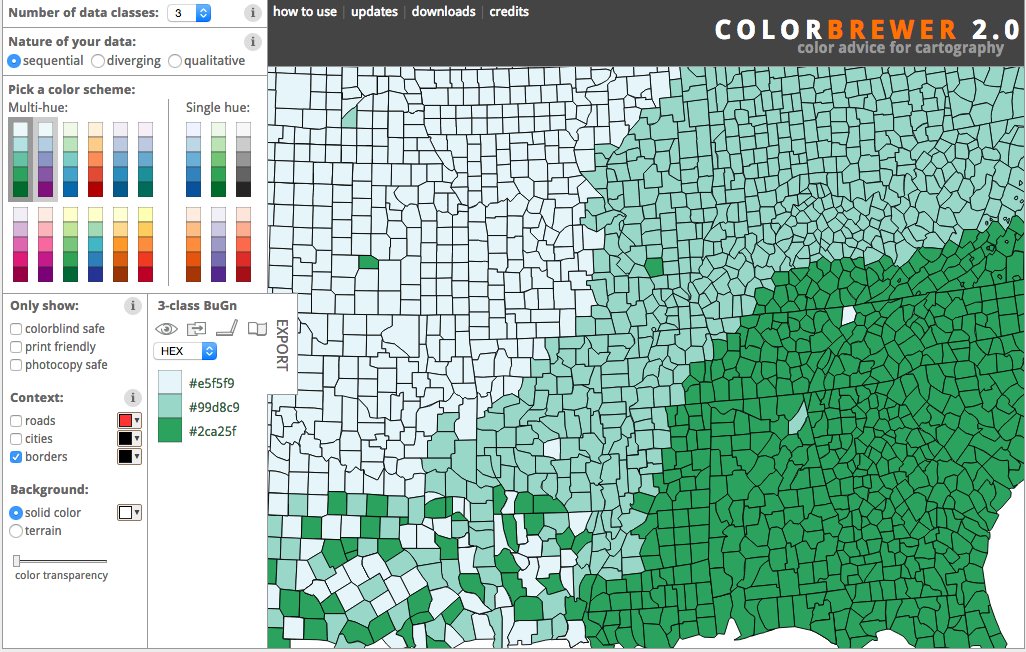 Number of data classes: 3 i
how to use updates downloads credits
COLORBREWER 2.0
color advice for cartography
Nature of your data: i
sequential diverging qualitative
Pick a color scheme:
Multi-hue: Single hue:
Only show: i
colorblind safe
print friendly
photocopy safe
Context: i
roads
cities
borders
Background:
solid color
terrain
color transparency
3-class BuGn
EXPORT
HEX
#e5f5f9
#99d8c9
#2ca25f